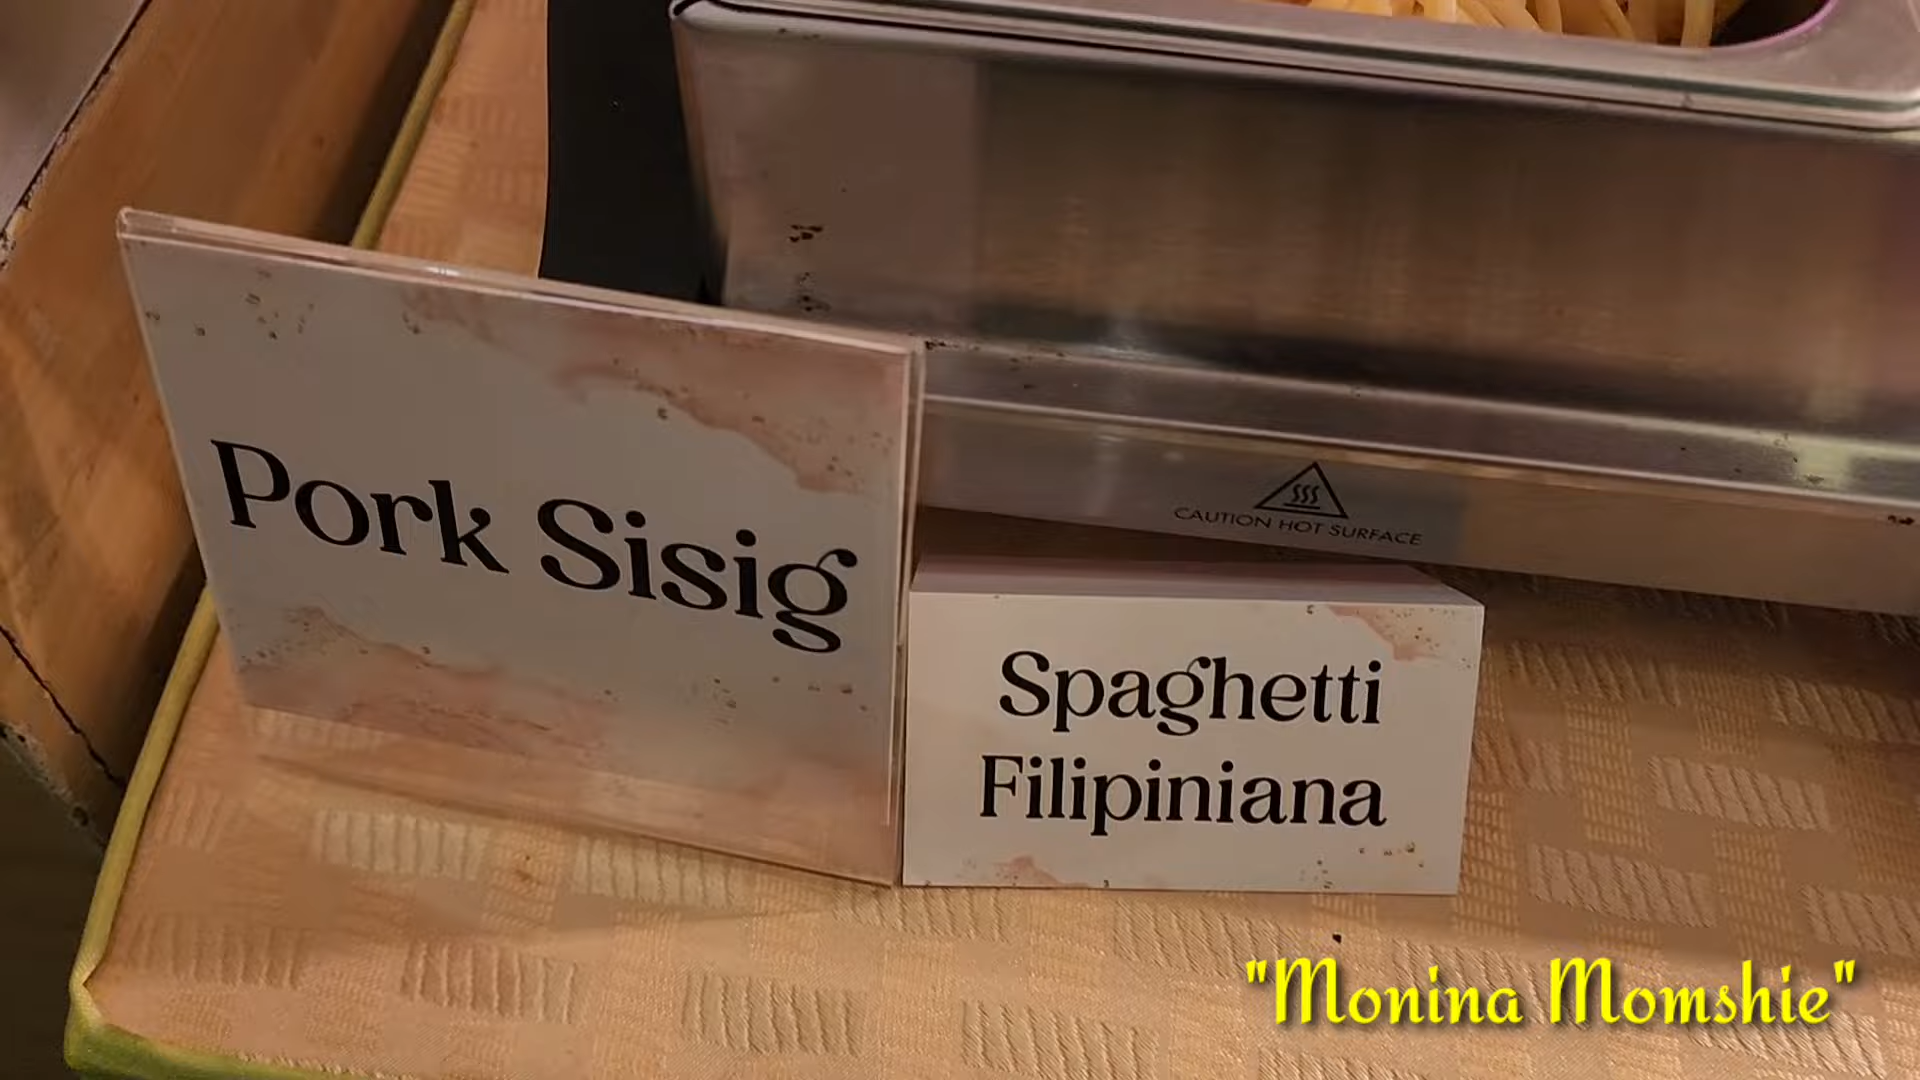 Pork Sisig
CAUTION HOT SURFACE
Spaghetti
Filipiniana
"Monina Momshie"